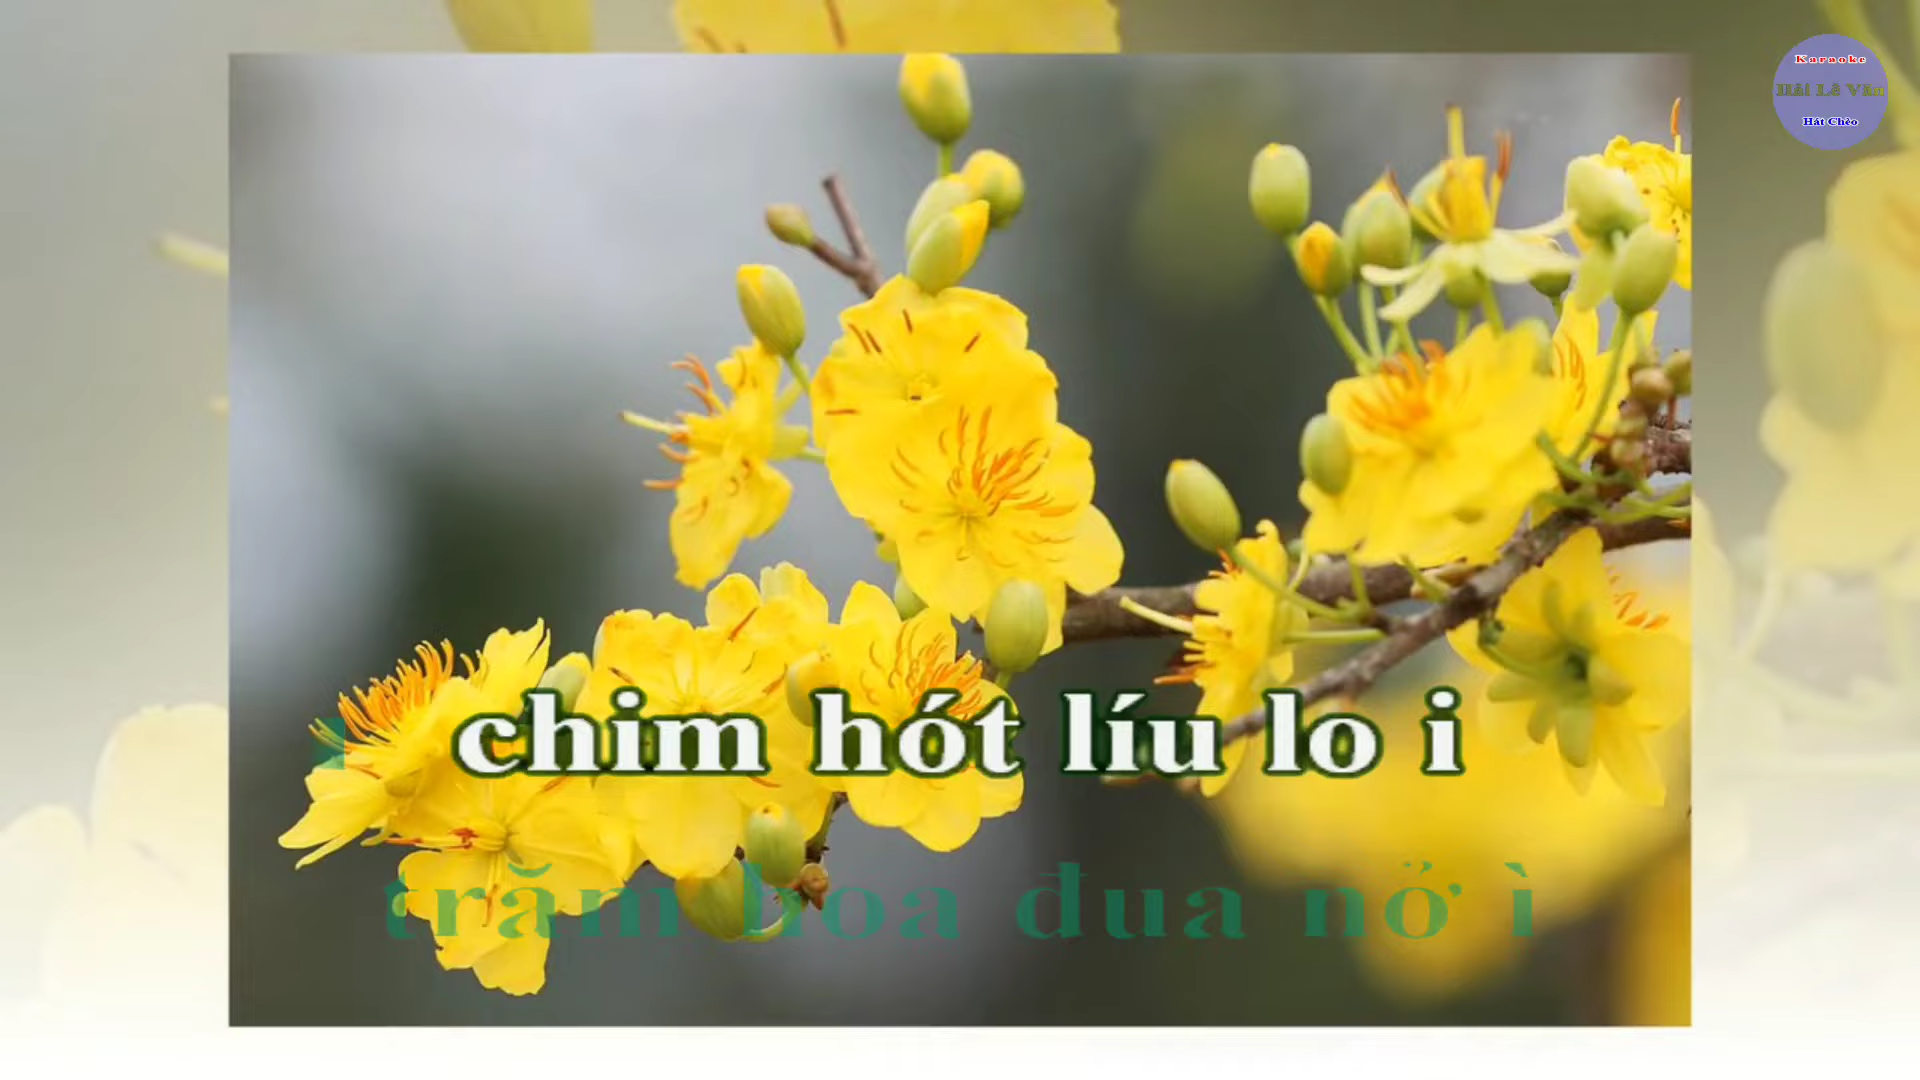 Karaoke
Hải Lê Văn
Hát Chèo
chim hót líu lo i
trăm hoa đua nở ì